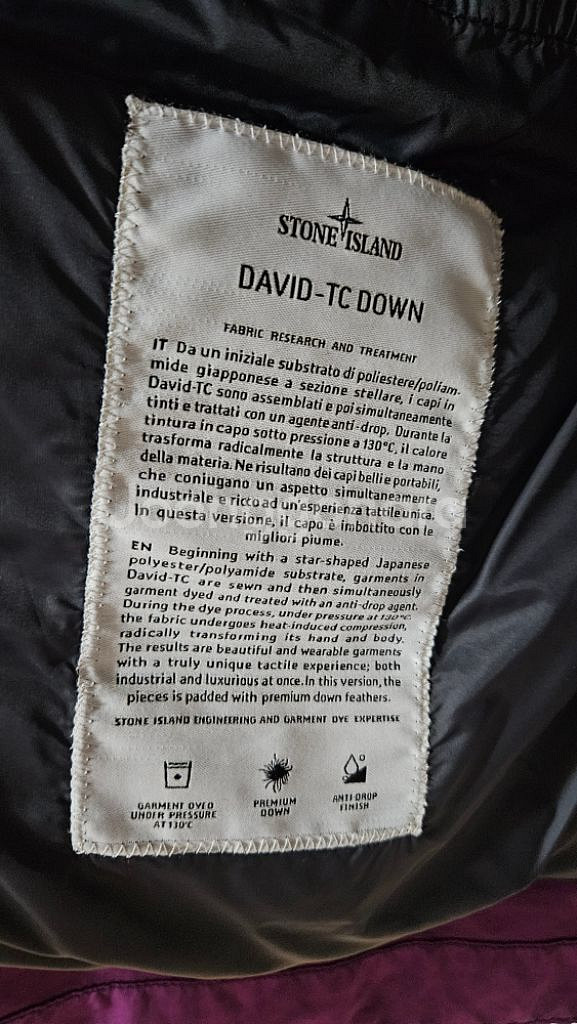 STONE ISLAND
DAVID-TC DOWN
FABRIC RESEARCH AND TREATMENT
IT Da un iniziale substrato di poliestere/poliam-
mide giapponese a sezione stellare, i capi in
David-TC sono assemblati e poi simultaneamente
tinti e trattati con un agente anti-drop. Durante la
tintura in capo sotto pressione a 130°C, il calore
trasforma radicalmente la struttura e la mano
della materia. Ne risultano dei capi belli e portabili,
che coniugano un aspetto simultaneamente
industriale e ricco ad un'esperienza tattile unica.
In questa versione, il capo è imbottito con le
migliori piume.
EN Beginning with a star-shaped Japanese
polyester/polyamide substrate, garments in
David-TC are sewn and then simultaneously
garment dyed and treated with an anti-drop agent.
During the dye process, under pressure at 130°C,
the fabric undergoes heat-induced compression,
radically transforming its hand and body.
The results are beautiful and wearable garments
with a truly unique tactile experience; both
industrial and luxurious at once. In this version, the
pieces is padded with premium down feathers.
STONE ISLAND ENGINEERING AND GARMENT DYE EXPERTISE
GARMENT DYED
UNDER PRESSURE
AT 130°C
PREMIUM
DOWN
ANTI DROP
FINISH